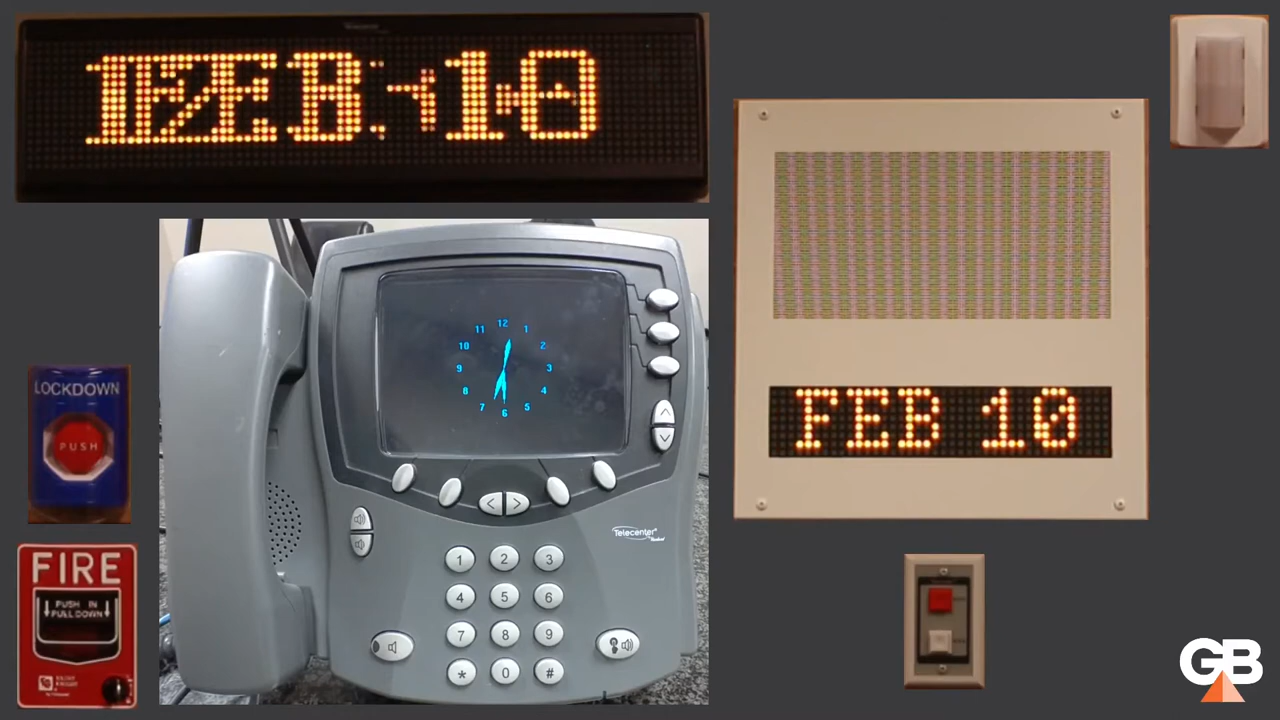 FEB 10
12
11 1
10 2
9 3
8 4
7 5
6
FEB 10
LOCKDOWN
PUSH
Telecenter
1 2 3
4 5 6
7 8 9
* 0 #
FIRE
PUSH IN
PULL DOWN
GB